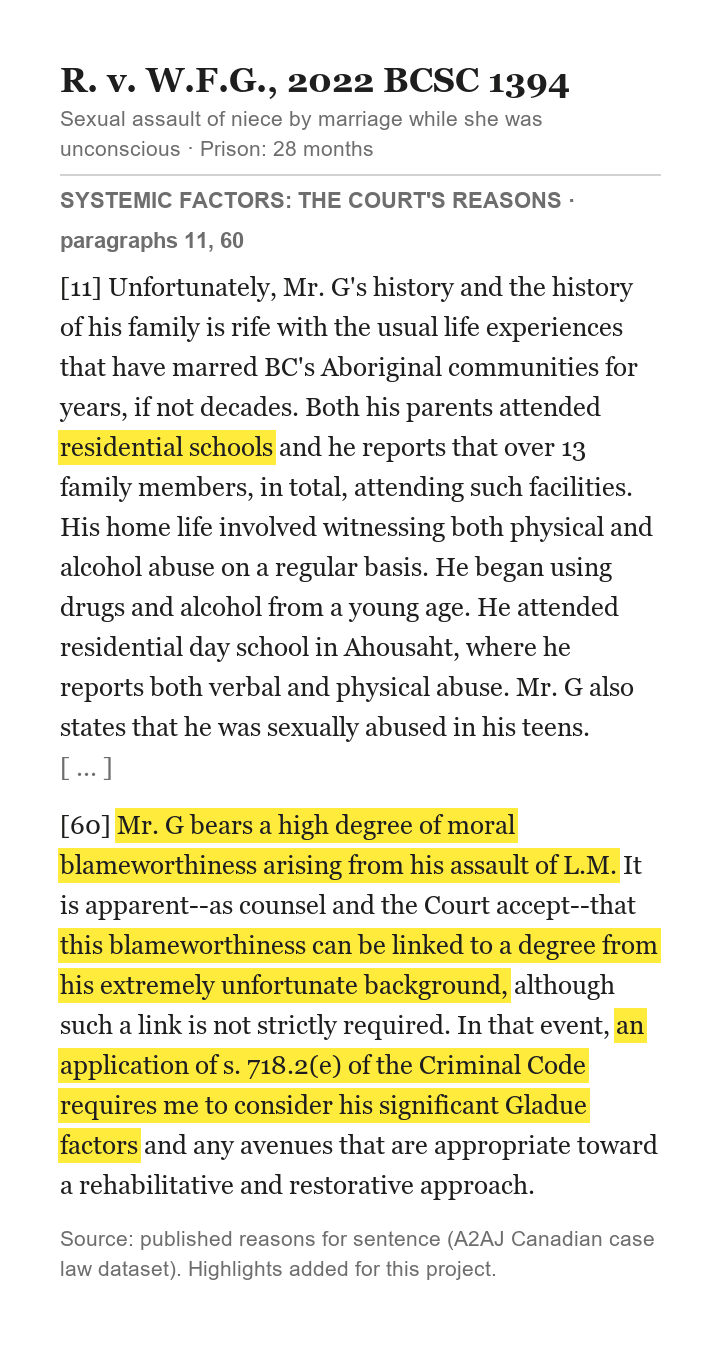 R. v. W.F.G., 2022 BCSC 1394
Sexual assault of niece by marriage while she was
unconscious · Prison: 28 months
SYSTEMIC FACTORS: THE COURT'S REASONS ·
paragraphs 11, 60
[11] Unfortunately, Mr. G's history and the history
of his family is rife with the usual life experiences
that have marred BC's Aboriginal communities for
years, if not decades. Both his parents attended
residential schools and he reports that over 13
family members, in total, attending such facilities.
His home life involved witnessing both physical and
alcohol abuse on a regular basis. He began using
drugs and alcohol from a young age. He attended
residential day school in Ahousaht, where he
reports both verbal and physical abuse. Mr. G also
states that he was sexually abused in his teens.
[ ... ]
[60] Mr. G bears a high degree of moral
blameworthiness arising from his assault of L.M. It
is apparent--as counsel and the Court accept--that
this blameworthiness can be linked to a degree from
his extremely unfortunate background, although
such a link is not strictly required. In that event, an
application of s. 718.2(e) of the Criminal Code
requires me to consider his significant Gladue
factors and any avenues that are appropriate toward
a rehabilitative and restorative approach.
Source: published reasons for sentence (A2AJ Canadian case
law dataset). Highlights added for this project.